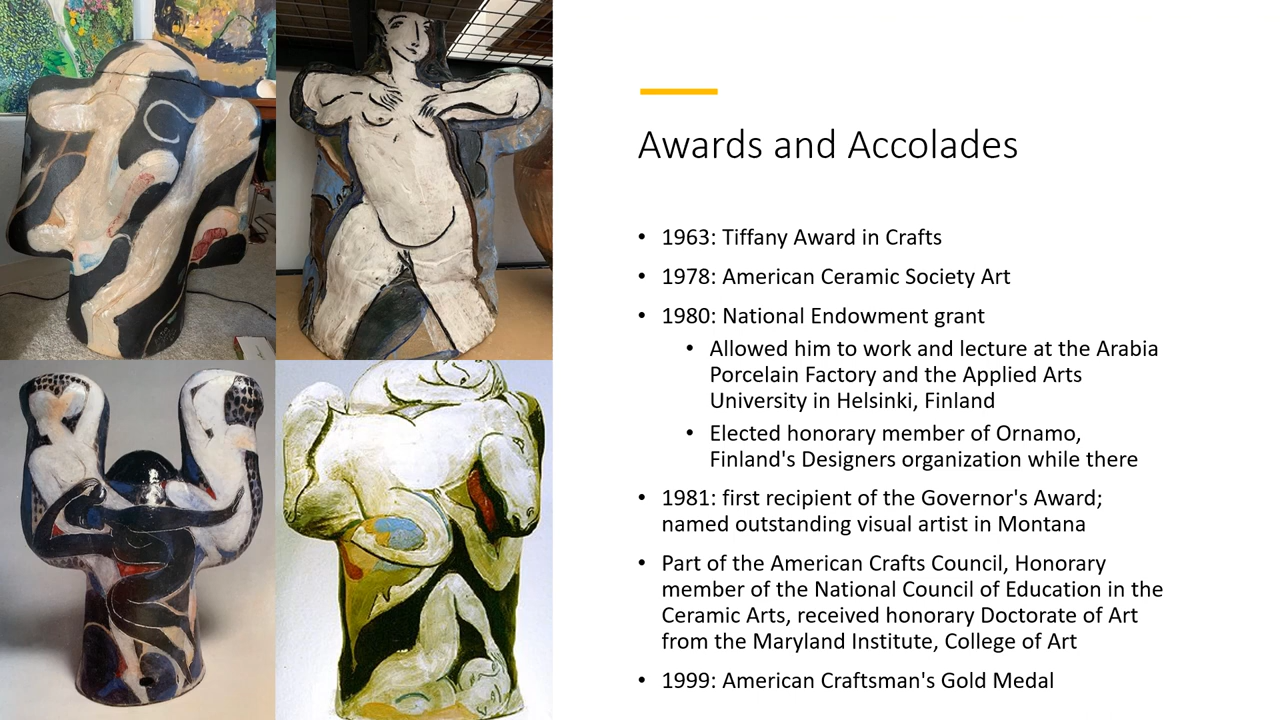 Awards and Accolades
• 1963: Tiffany Award in Crafts
• 1978: American Ceramic Society Art
• 1980: National Endowment grant
• Allowed him to work and lecture at the Arabia
Porcelain Factory and the Applied Arts
University in Helsinki, Finland
• Elected honorary member of Ornamo,
Finland's Designers organization while there
• 1981: first recipient of the Governor's Award;
named outstanding visual artist in Montana
• Part of the American Crafts Council, Honorary
member of the National Council of Education in the
Ceramic Arts, received honorary Doctorate of Art
from the Maryland Institute, College of Art
• 1999: American Craftsman's Gold Medal